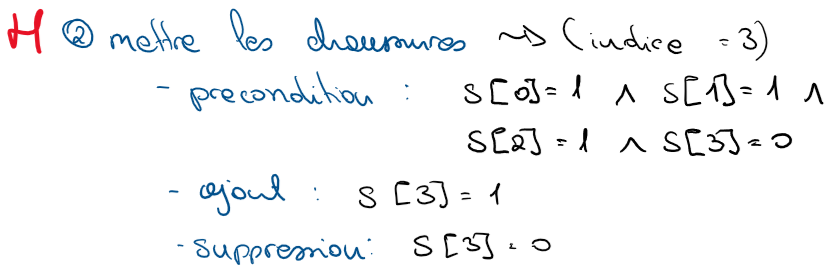 H ② mettre les chaussures ~> (indice = 3)
- precondition : S[0]=1 ∧ S[1]=1 ∧
S[2]=1 ∧ S[3]=0
- ajout : S[3]=1
- suppression: S[3]=0